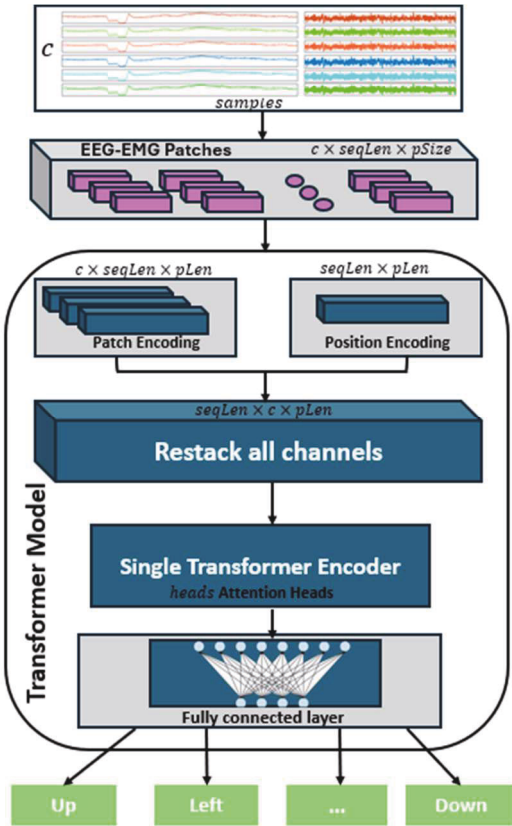 c
samples
EEG-EMG Patches
c × seqLen × pSize
c × seqLen × pLen
seqLen × pLen
Patch Encoding
Position Encoding
seqLen × c × pLen
Restack all channels
Transformer Model
Single Transformer Encoder
heads Attention Heads
Fully connected layer
Up
Left
...
Down